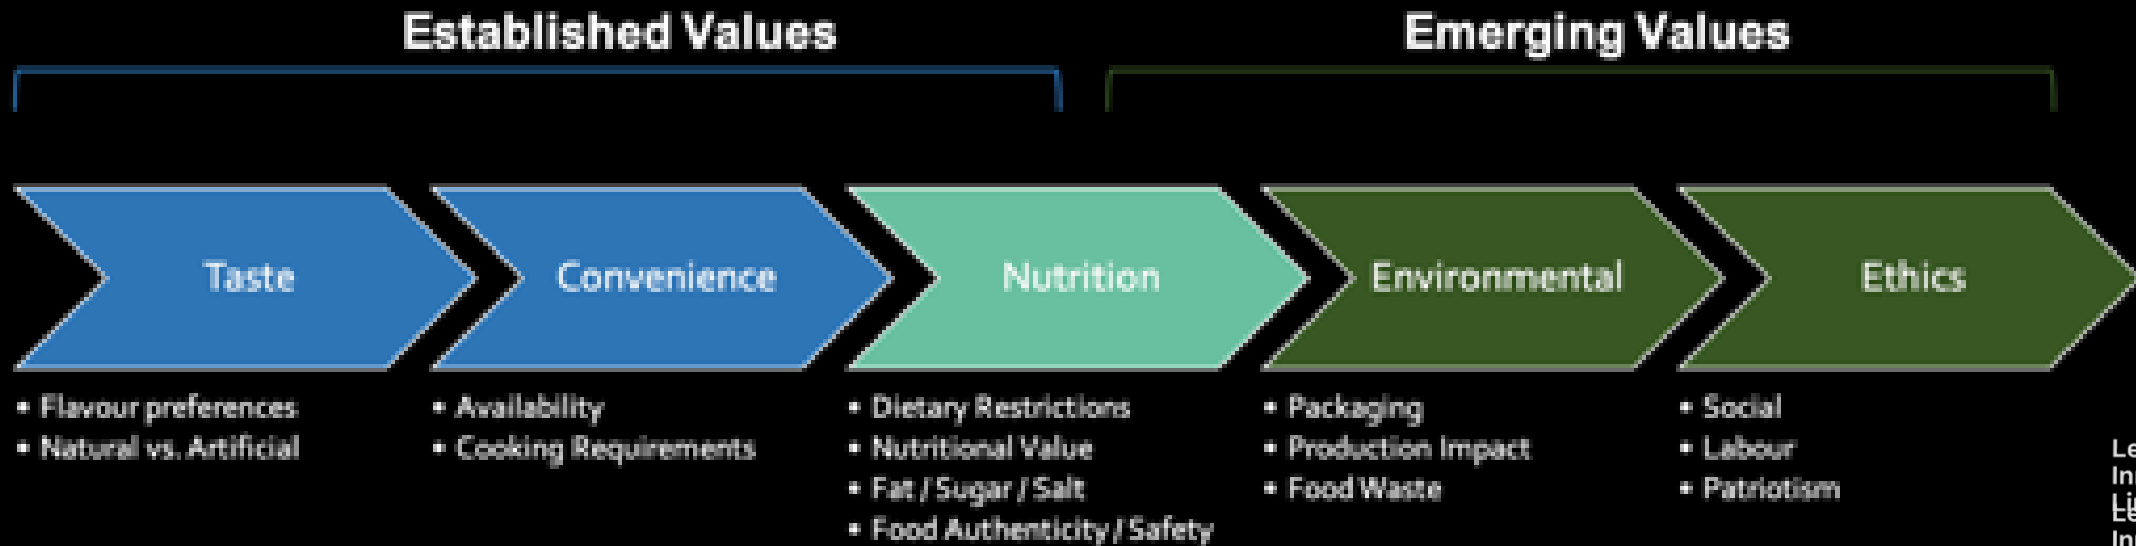 Established Values
Emerging Values
Taste
Convenience
Nutrition
Environmental
Ethics
• Flavour preferences
• Natural vs. Artificial
• Availability
• Cooking Requirements
• Dietary Restrictions
• Nutritional Value
• Fat / Sugar / Salt
• Food Authenticity / Safety
• Packaging
• Production Impact
• Food Waste
• Social
• Labour
• Patriotism